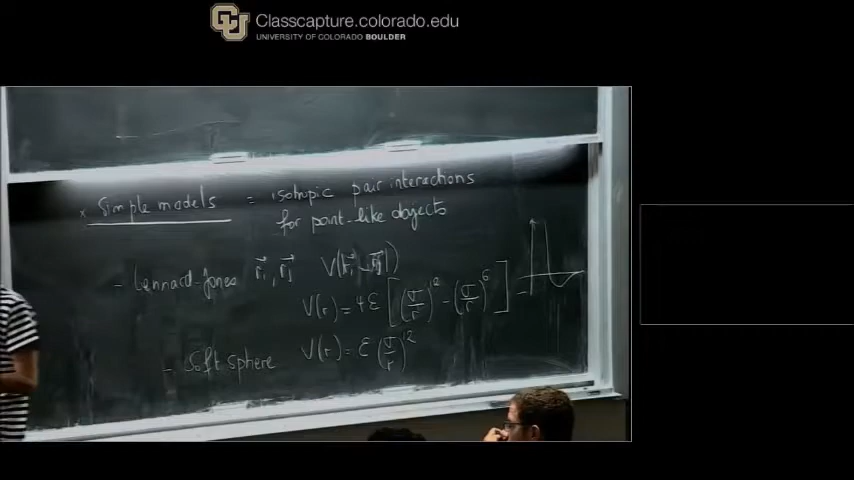 CU Classcapture.colorado.edu
UNIVERSITY OF COLORADO BOULDER
× Simple models = isotropic pair interactions
for point-like objects
- Lennard-Jones r⃗i, r⃗j V(|r⃗i - r⃗j|)
V(r) = 4ε [(σ/r)^12 - (σ/r)^6]
- Soft sphere V(r) = ε (σ/r)^12